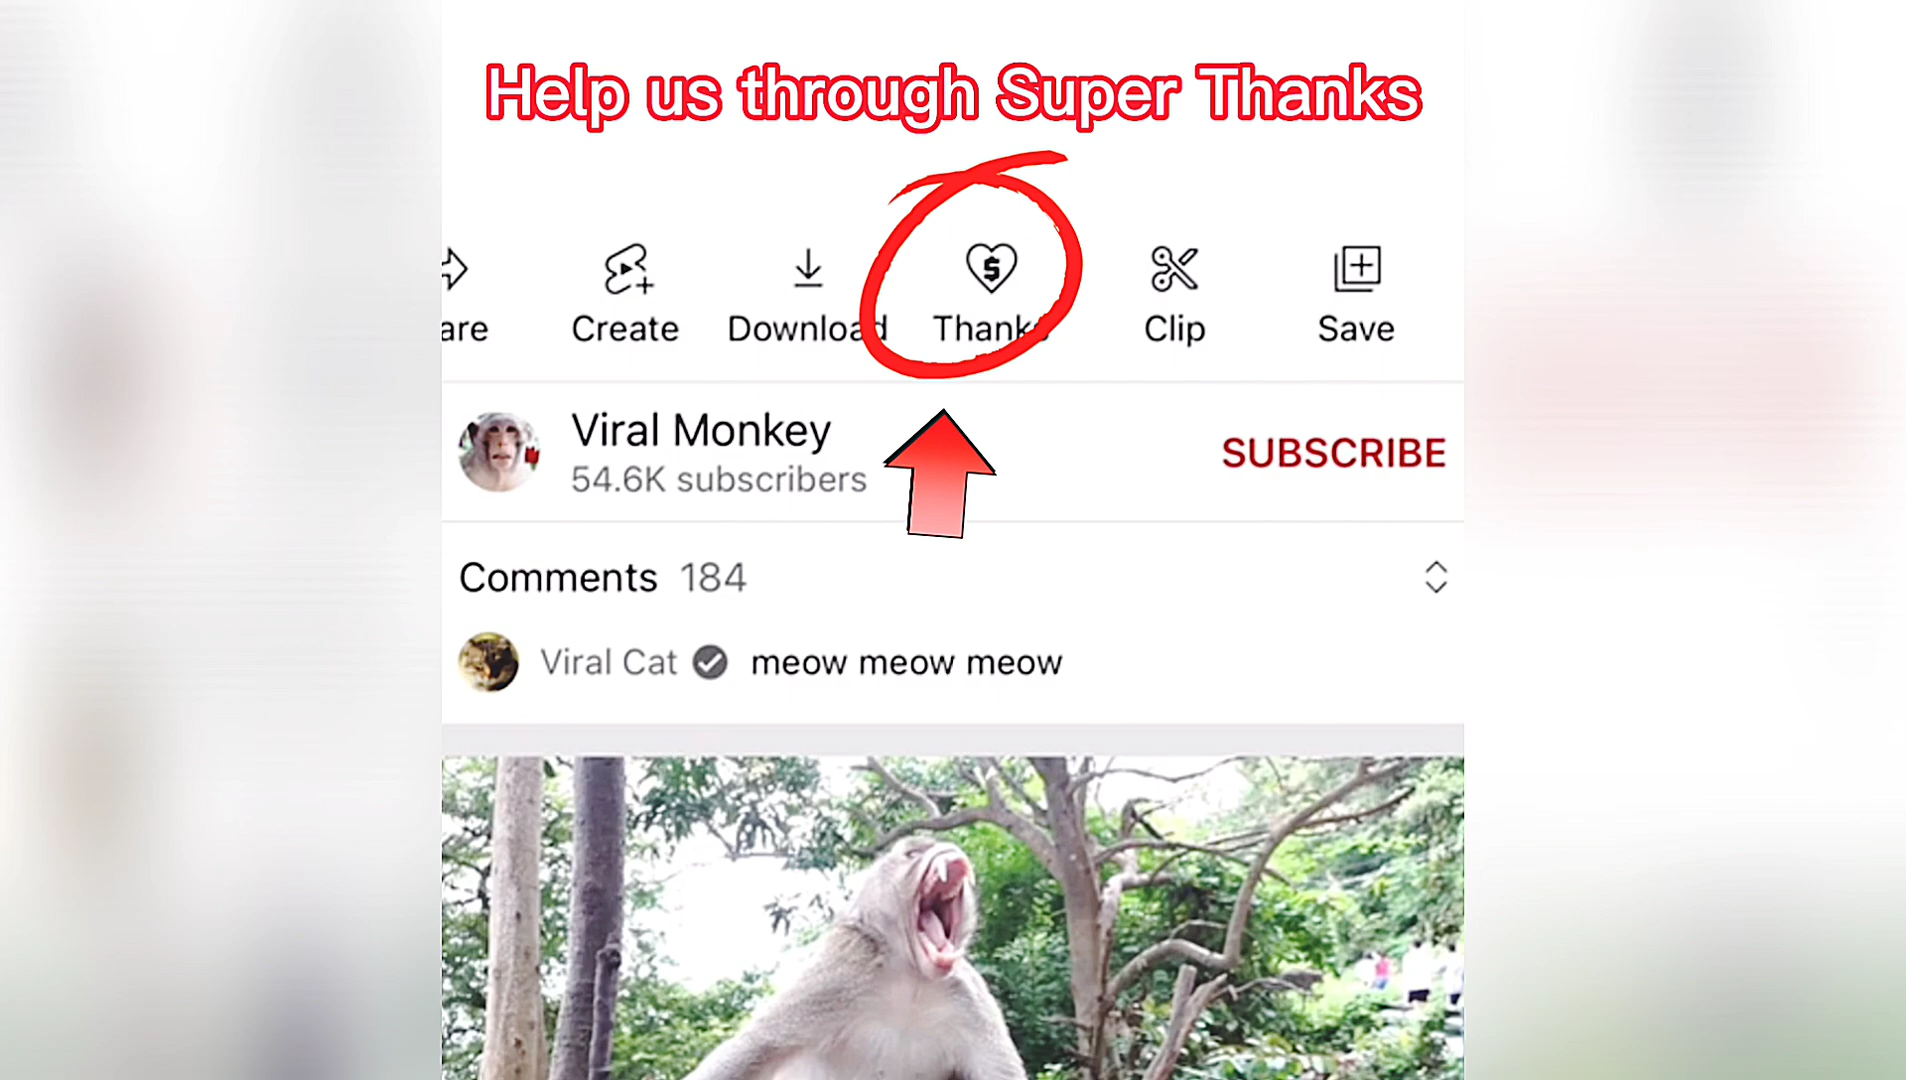 Help us through Super Thanks
are Create Download Thanks Clip Save
Viral Monkey
54.6K subscribers
SUBSCRIBE
Comments 184
Viral Cat meow meow meow